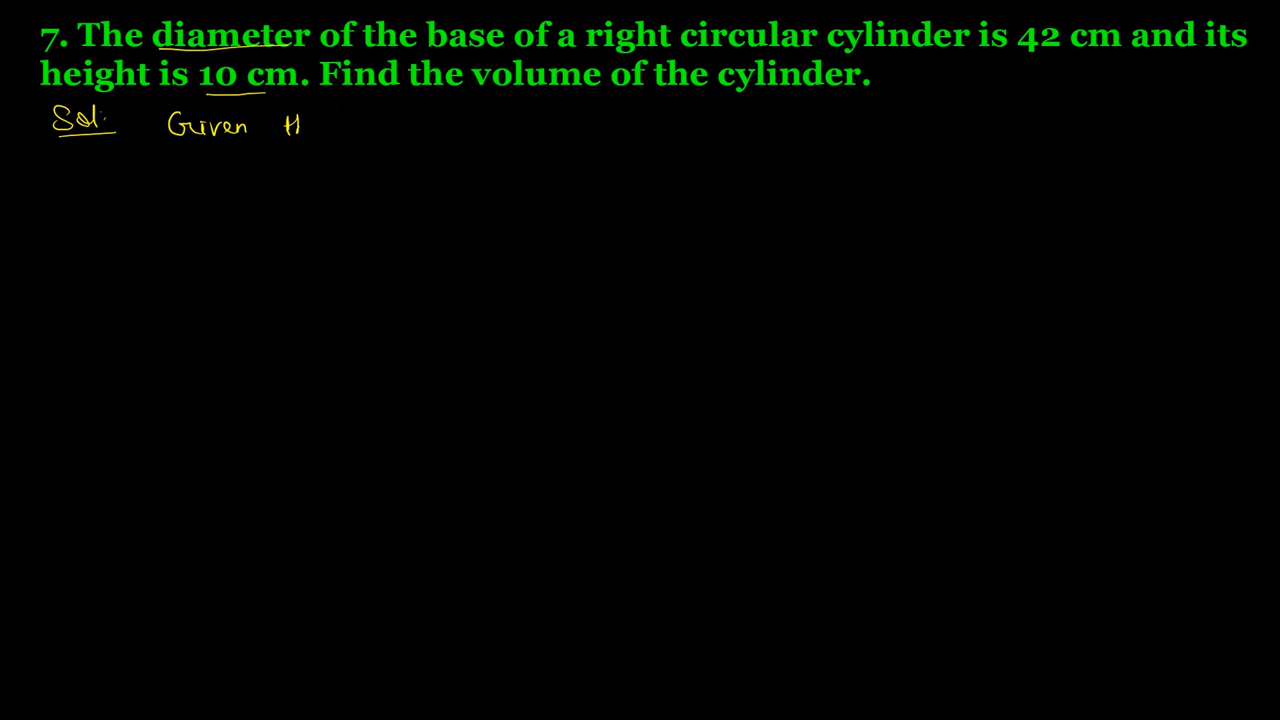 7. The diameter of the base of a right circular cylinder is 42 cm and its
height is 10 cm. Find the volume of the cylinder.
Sol: Given